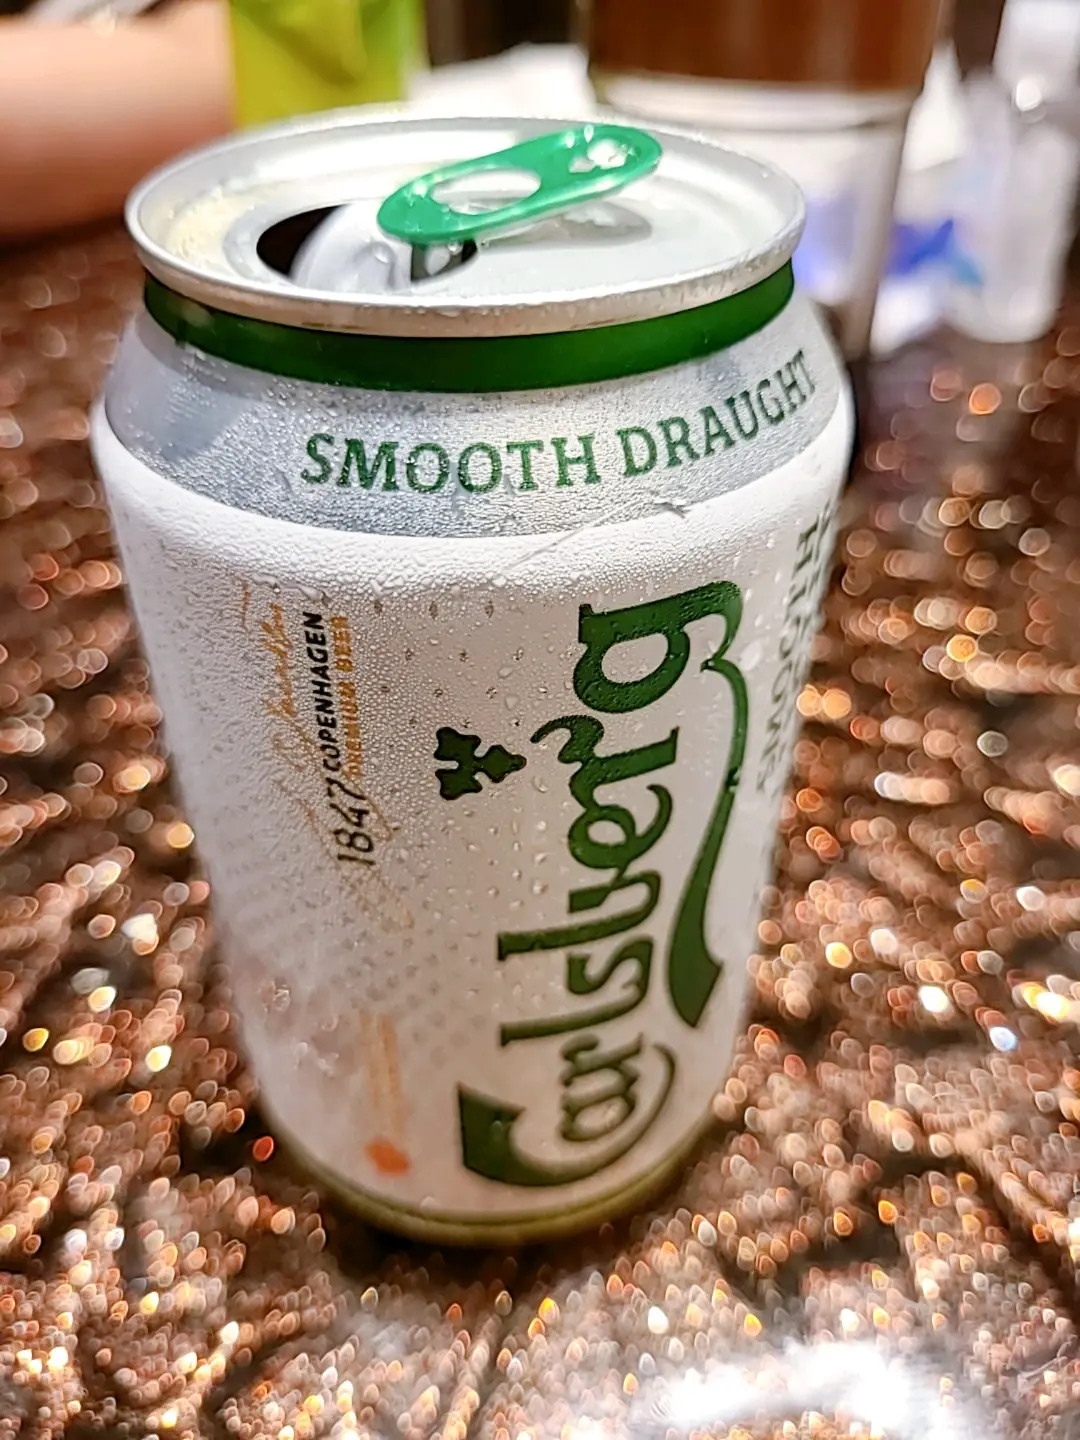 SMOOTH DRAUGHT
Carlsberg
1847 COPENHAGEN
PREMIUM BEER